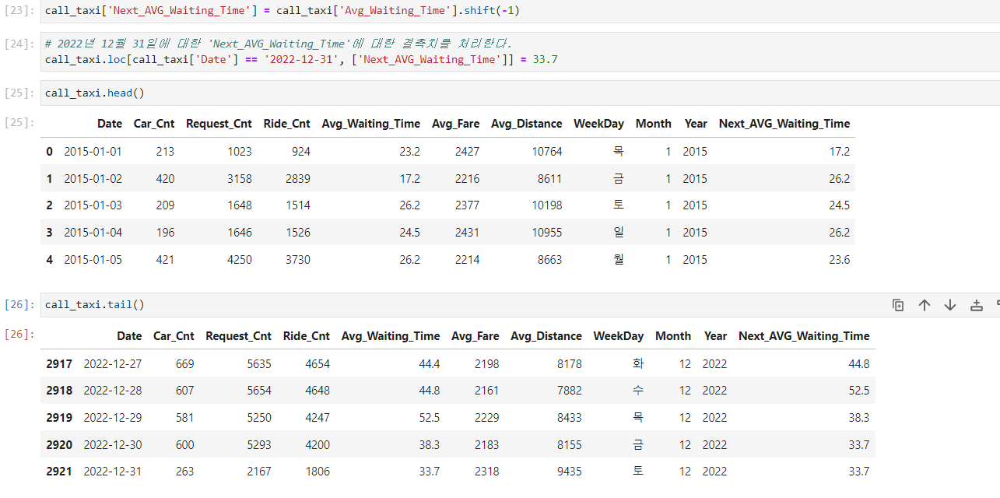 [23]: call_taxi['Next_AVG_Waiting_Time'] = call_taxi['Avg_Waiting_Time'].shift(-1)
[24]: # 2022년 12월 31일에 대한 'Next_AVG_Waiting_Time'에 대한 결측치를 처리한다.
call_taxi.loc[call_taxi['Date'] == '2022-12-31', ['Next_AVG_Waiting_Time']] = 33.7
[25]: call_taxi.head()
[25]: Date Car_Cnt Request_Cnt Ride_Cnt Avg_Waiting_Time Avg_Fare Avg_Distance WeekDay Month Year Next_AVG_Waiting_Time
0 2015-01-01 213 1023 924 23.2 2427 10764 목 1 2015 17.2
1 2015-01-02 420 3158 2839 17.2 2216 8611 금 1 2015 26.2
2 2015-01-03 209 1648 1514 26.2 2377 10198 토 1 2015 24.5
3 2015-01-04 196 1646 1526 24.5 2431 10955 일 1 2015 26.2
4 2015-01-05 421 4250 3730 26.2 2214 8663 월 1 2015 23.6
[26]: call_taxi.tail()
[26]: Date Car_Cnt Request_Cnt Ride_Cnt Avg_Waiting_Time Avg_Fare Avg_Distance WeekDay Month Year Next_AVG_Waiting_Time
2917 2022-12-27 669 5635 4654 44.4 2198 8178 화 12 2022 44.8
2918 2022-12-28 607 5654 4648 44.8 2161 7882 수 12 2022 52.5
2919 2022-12-29 581 5250 4247 52.5 2229 8433 목 12 2022 38.3
2920 2022-12-30 600 5293 4200 38.3 2183 8155 금 12 2022 33.7
2921 2022-12-31 263 2167 1806 33.7 2318 9435 토 12 2022 33.7